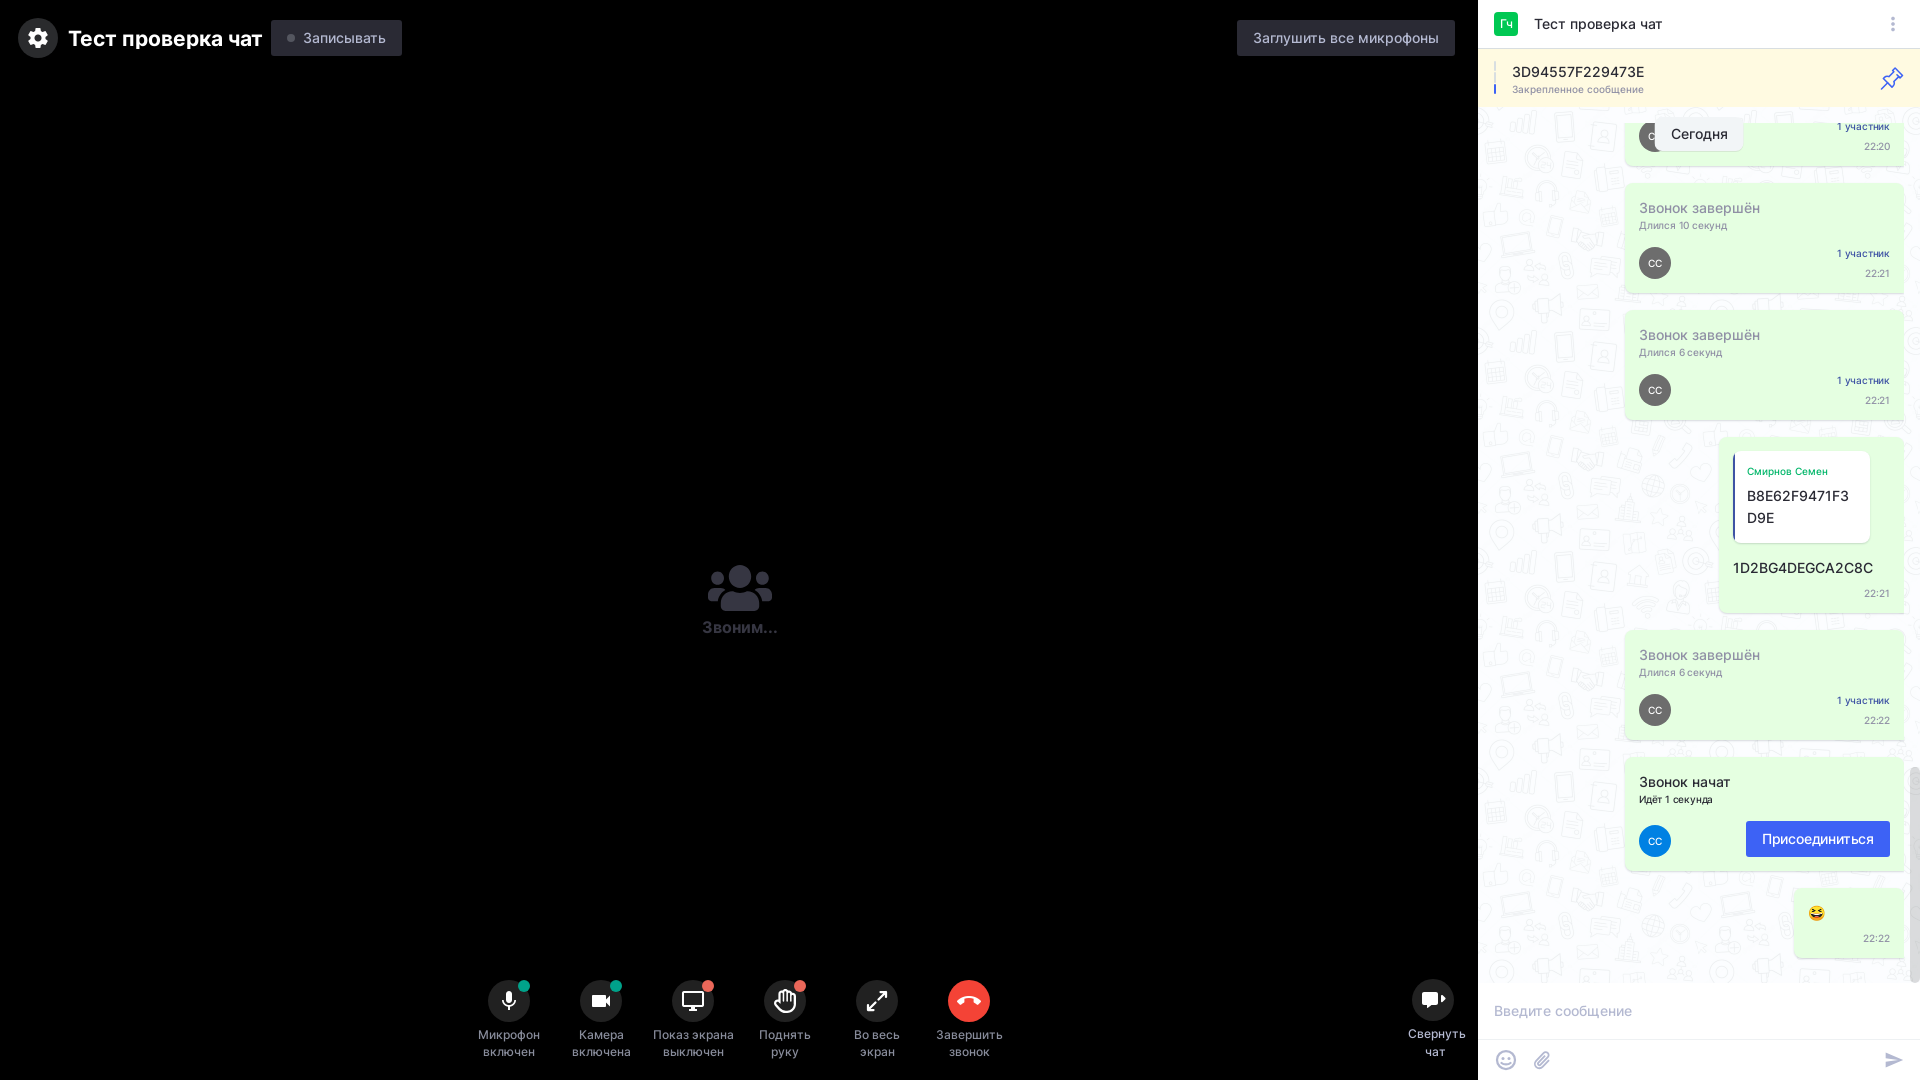 Тест проверка чат
Записывать
Заглушить все микрофоны
Звоним...
Микрофон
включен
Камера
включена
Показ экрана
выключен
Поднять
руку
Во весь
экран
Завершить
звонок
Свернуть
чат
Гч
Тест проверка чат
3D94557F229473E
Закрепленное сообщение
Сегодня
1 участник
22:20
Звонок завершён
Длился 10 секунд
СС
1 участник
22:21
Звонок завершён
Длился 6 секунд
СС
1 участник
22:21
Смирнов Семен
B8E62F9471F3
D9E
1D2BG4DEGCA2C8C
22:21
Звонок завершён
Длился 6 секунд
СС
1 участник
22:22
Звонок начат
Идёт 1 секунда
СС
Присоединиться
22:22
Введите сообщение